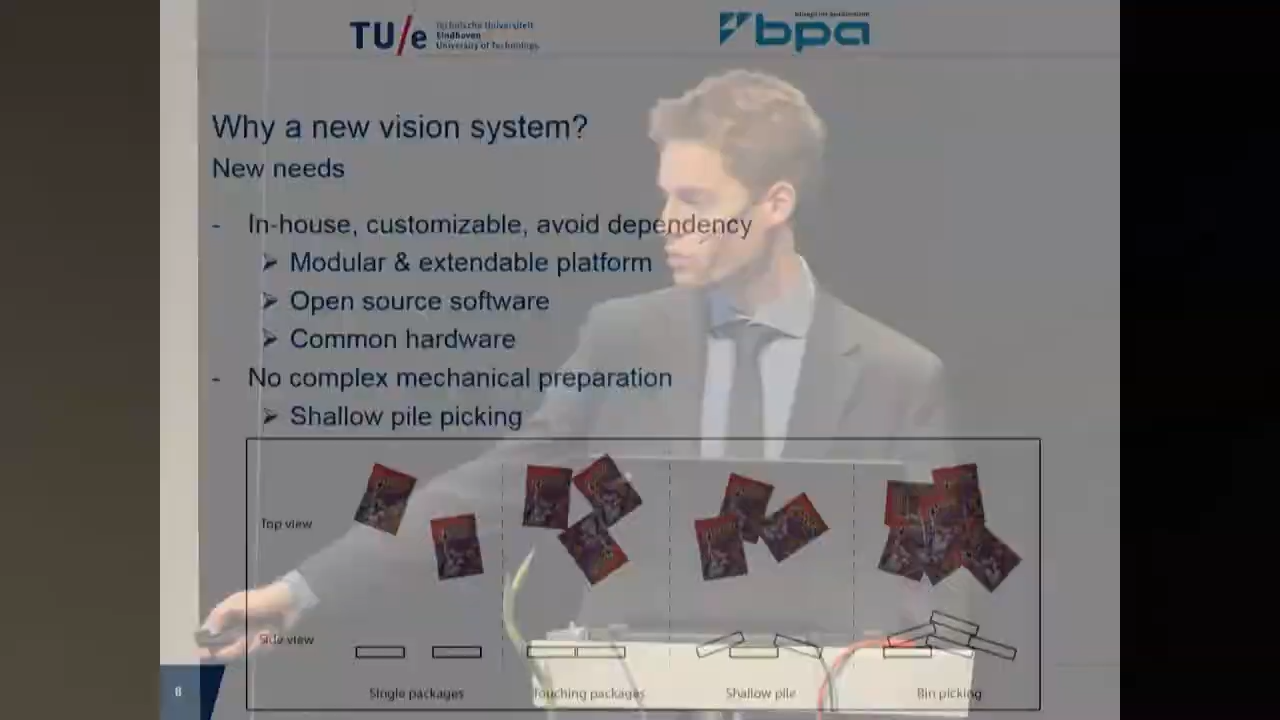 TU/e
Technische Universiteit
Eindhoven
University of Technology
bpa
Why a new vision system?
New needs
- In-house, customizable, avoid dependency
➢ Modular & extendable platform
➢ Open source software
➢ Common hardware
- No complex mechanical preparation
➢ Shallow pile picking
Top view
Side view
Single packages Touching packages Shallow pile Bin picking
8